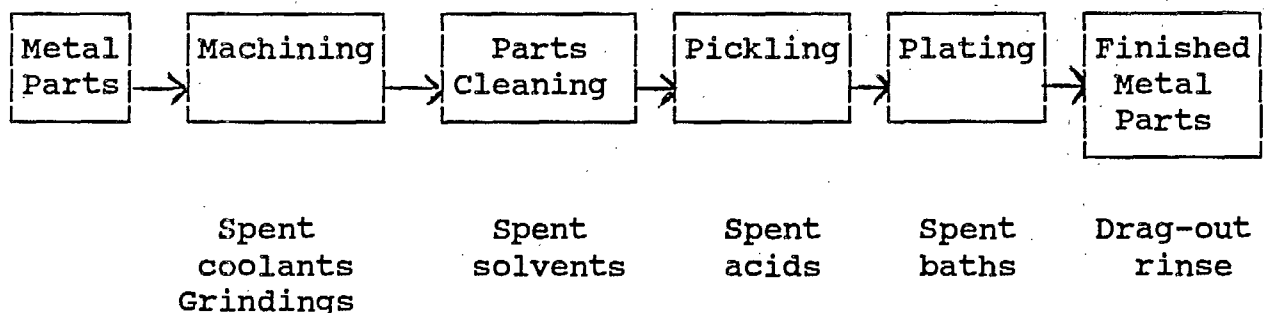 Metal
Parts
Machining
Parts
Cleaning
Pickling
Plating
Finished
Metal
Parts
Spent
coolants
Grindings
Spent
solvents
Spent
acids
Spent
baths
Drag-out
rinse